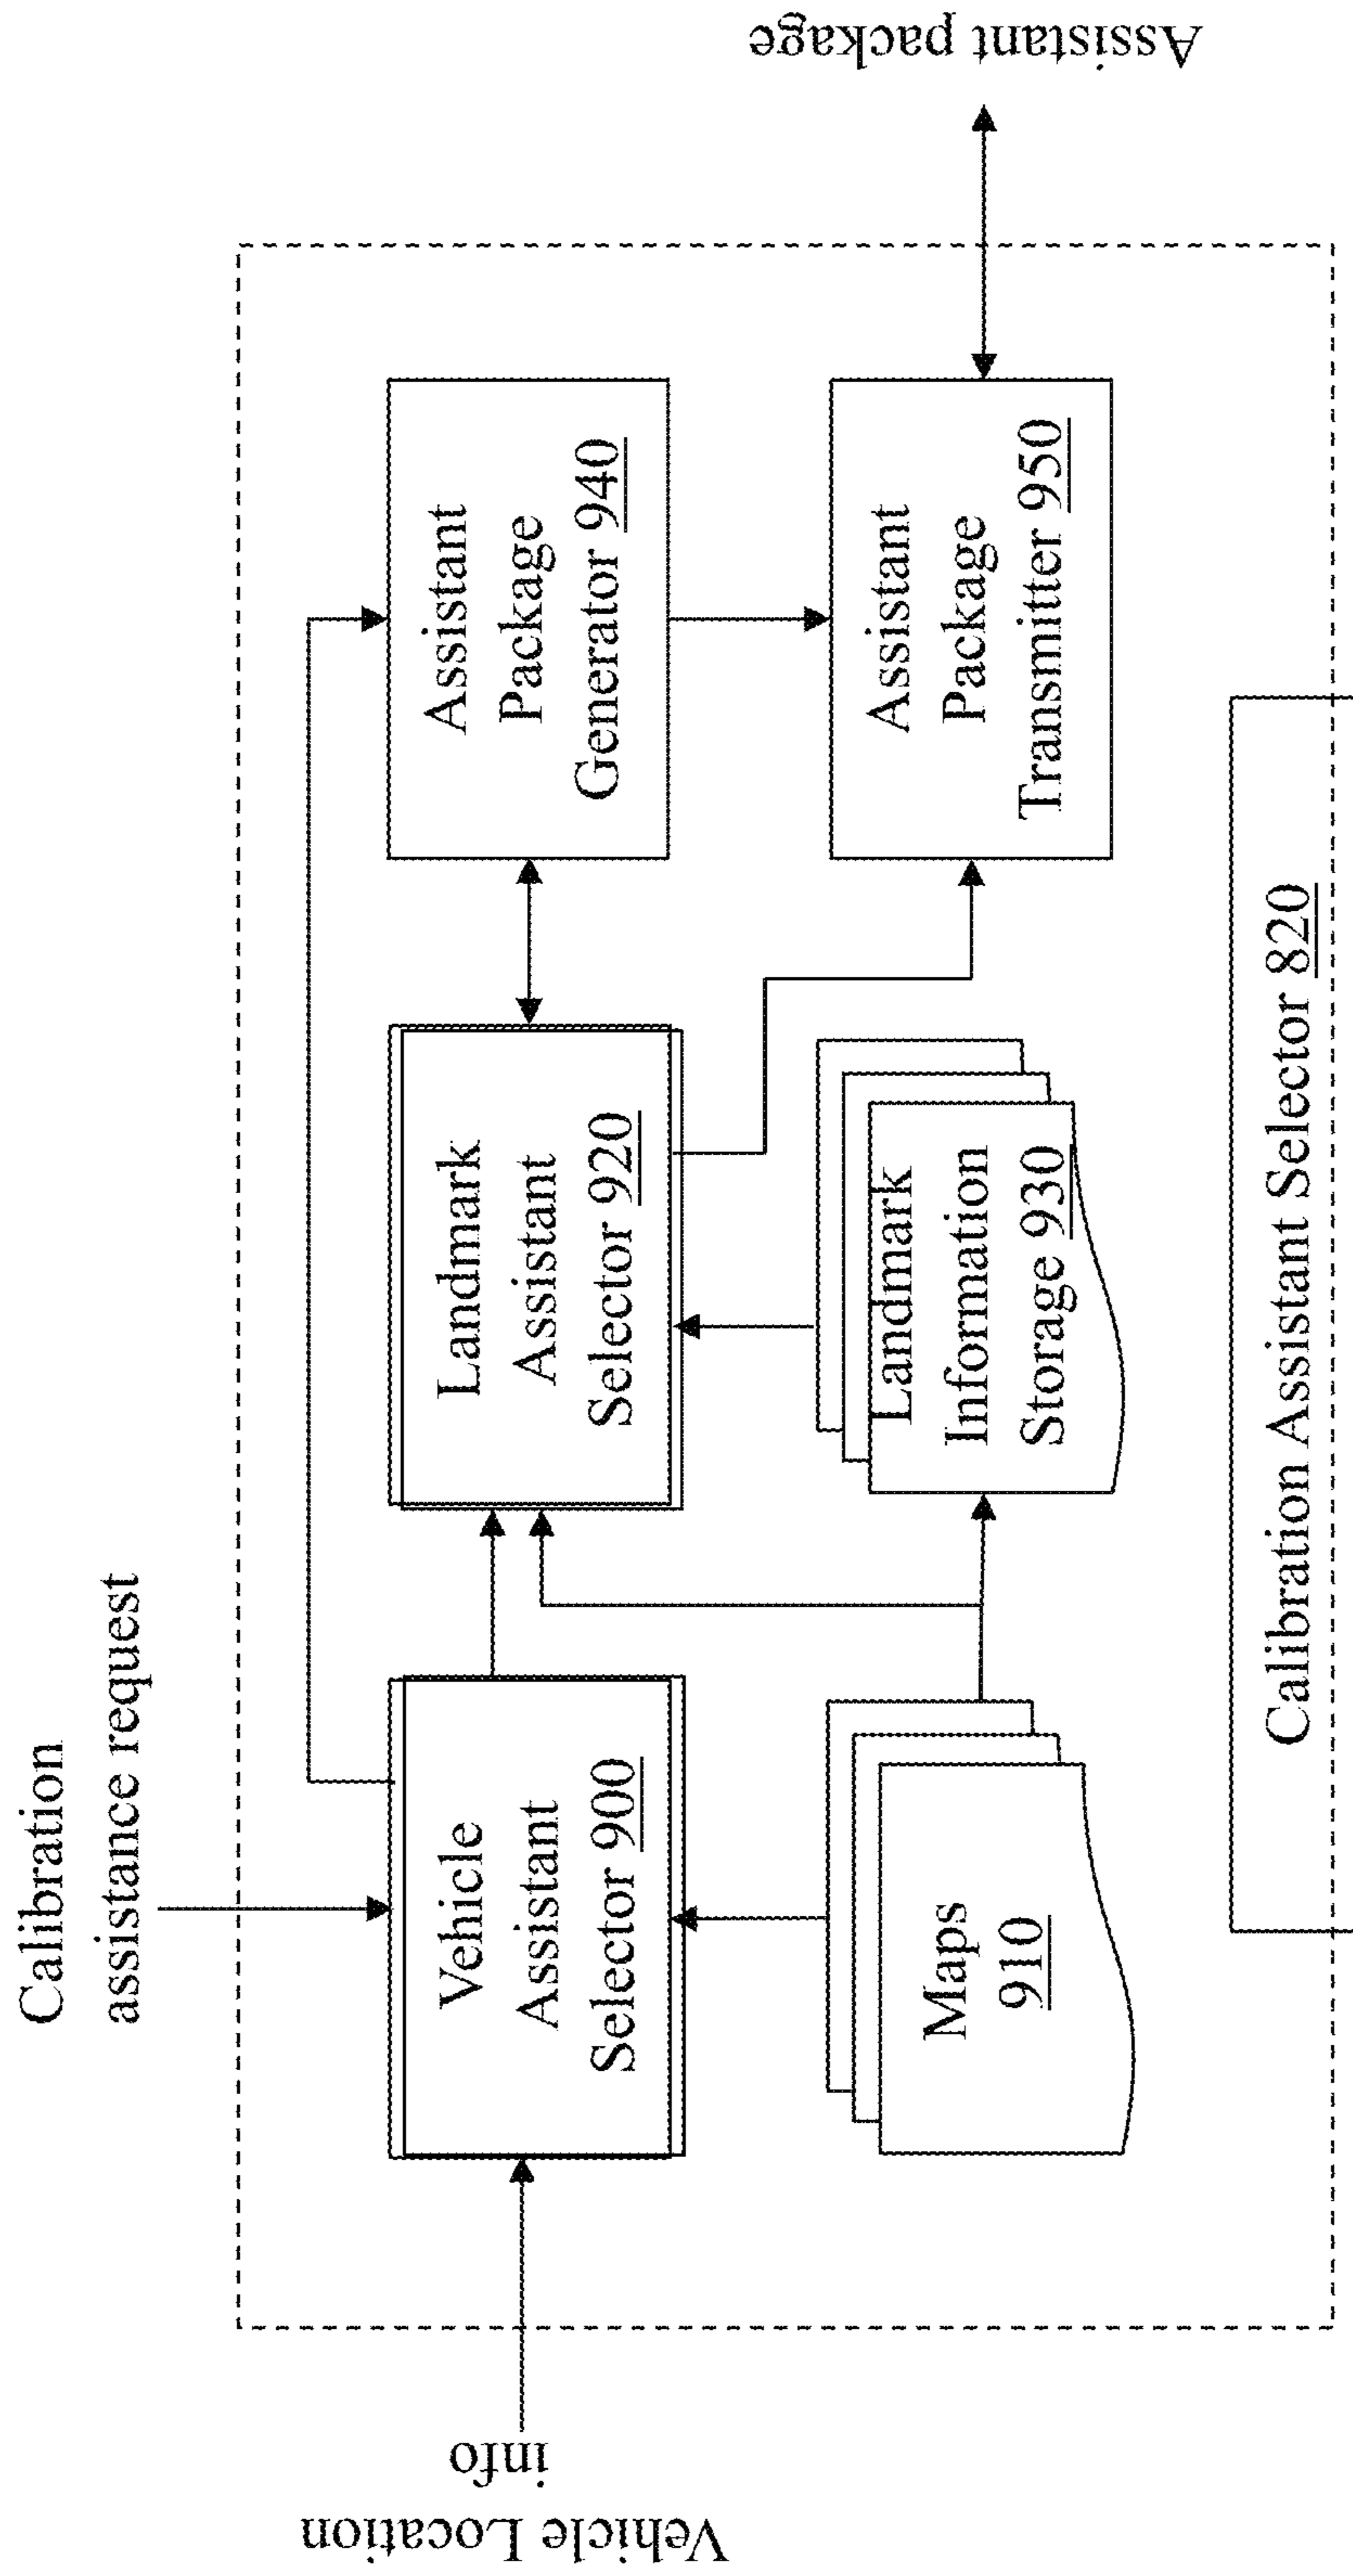 Calibration
assistance request
Vehicle Location
info
Vehicle
Assistant
Selector 900
Landmark
Assistant
Selector 920
Assistant
Package
Generator 940
Maps
910
Landmark
Information
Storage 930
Assistant
Package
Transmitter 950
Assistant package
Calibration Assistant Selector 820